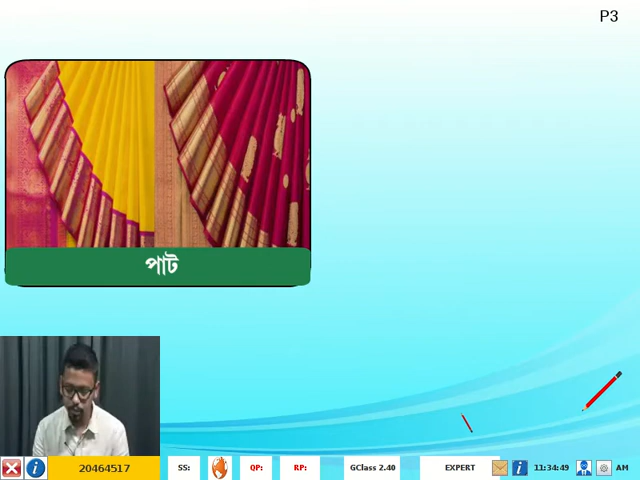 P3
পাট
20464517
SS:
QP:
RP:
GClass 2.40
EXPERT
11:34:49
AM